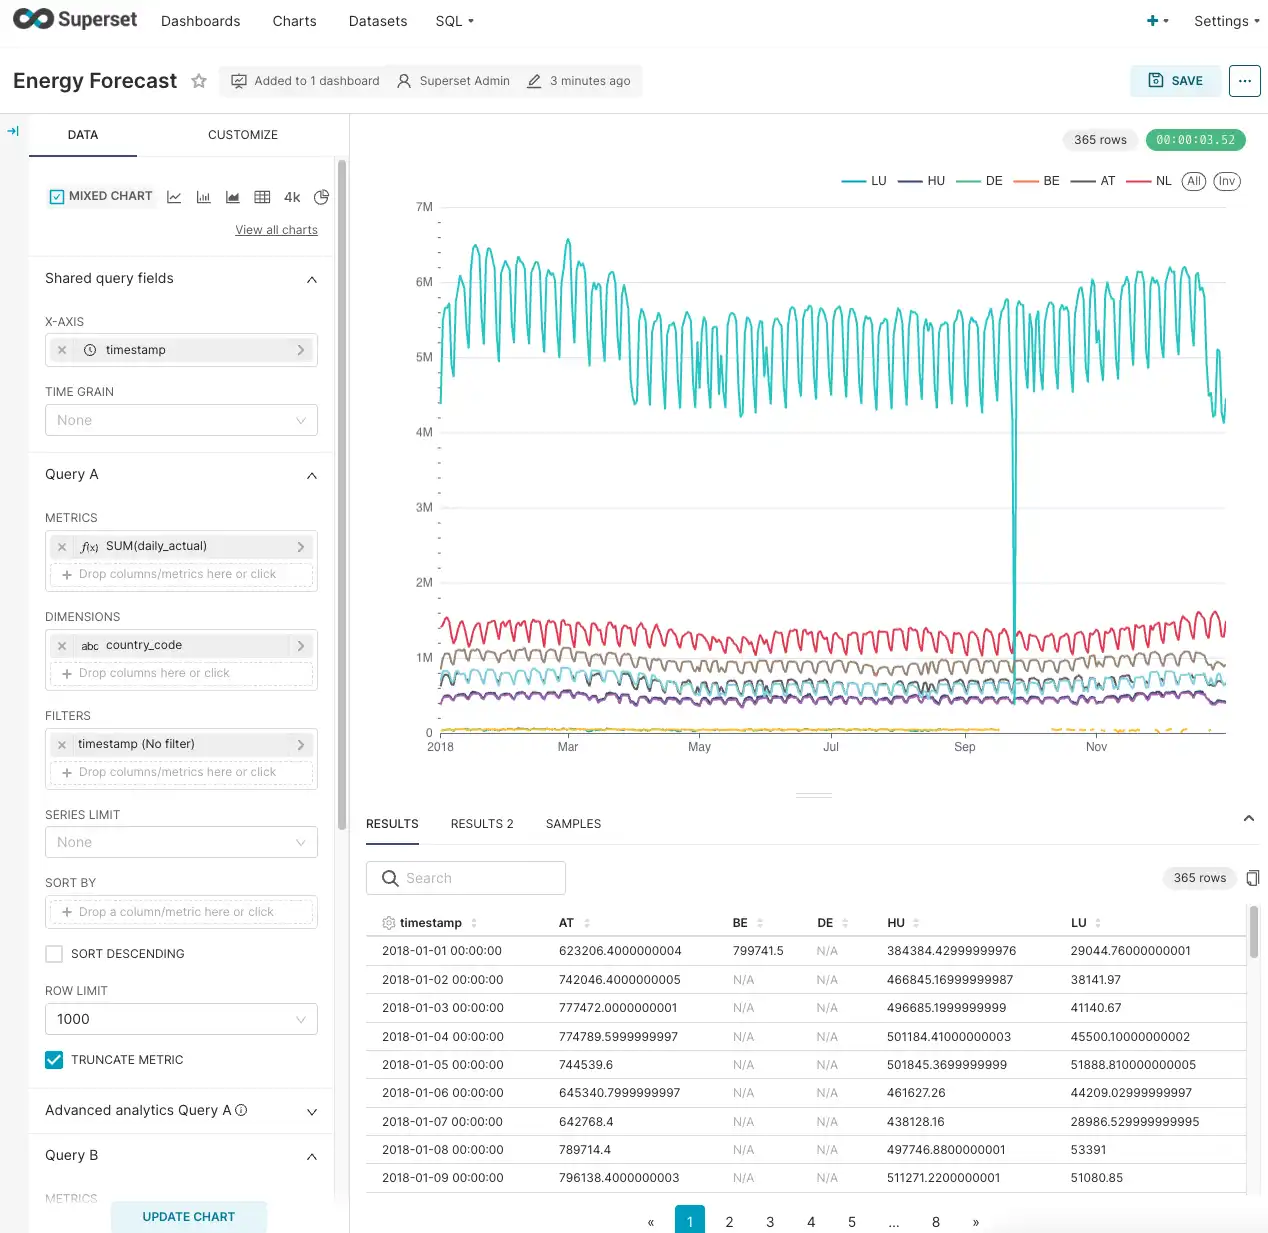 Superset Dashboards Charts Datasets SQL Settings
Energy Forecast Added to 1 dashboard Superset Admin 3 minutes ago SAVE
DATA CUSTOMIZE
MIXED CHART 4k
View all charts
Shared query fields
X-AXIS
timestamp
TIME GRAIN
None
Query A
METRICS
f(x) SUM(daily_actual)
+ Drop columns/metrics here or click
DIMENSIONS
abc country_code
+ Drop columns here or click
FILTERS
timestamp (No filter)
+ Drop columns/metrics here or click
SERIES LIMIT
None
SORT BY
+ Drop a column/metric here or click
SORT DESCENDING
ROW LIMIT
1000
TRUNCATE METRIC
Advanced analytics Query A
Query B
METRICS
UPDATE CHART
365 rows 00:00:03.52
LU HU DE BE AT NL All Inv
7M
6M
5M
4M
3M
2M
1M
0
2018 Mar May Jul Sep Nov
RESULTS RESULTS 2 SAMPLES
Search 365 rows
timestamp AT BE DE HU LU
2018-01-01 00:00:00 623206.4000000004 799741.5 N/A 384384.42999999976 29044.76000000001
2018-01-02 00:00:00 742046.4000000005 N/A N/A 466845.16999999987 38141.97
2018-01-03 00:00:00 777472.0000000001 N/A N/A 496685.1999999999 41140.67
2018-01-04 00:00:00 774789.5999999997 N/A N/A 501184.41000000003 45500.10000000002
2018-01-05 00:00:00 744539.6 N/A N/A 501845.3699999999 51888.810000000005
2018-01-06 00:00:00 645340.7999999997 N/A N/A 461627.26 44209.02999999997
2018-01-07 00:00:00 642768.4 N/A N/A 438128.16 28986.529999999995
2018-01-08 00:00:00 789714.4 N/A N/A 497746.8800000001 53391
2018-01-09 00:00:00 796138.4000000003 N/A N/A 511271.2200000001 51080.85
« 1 2 3 4 5 ... 8 »